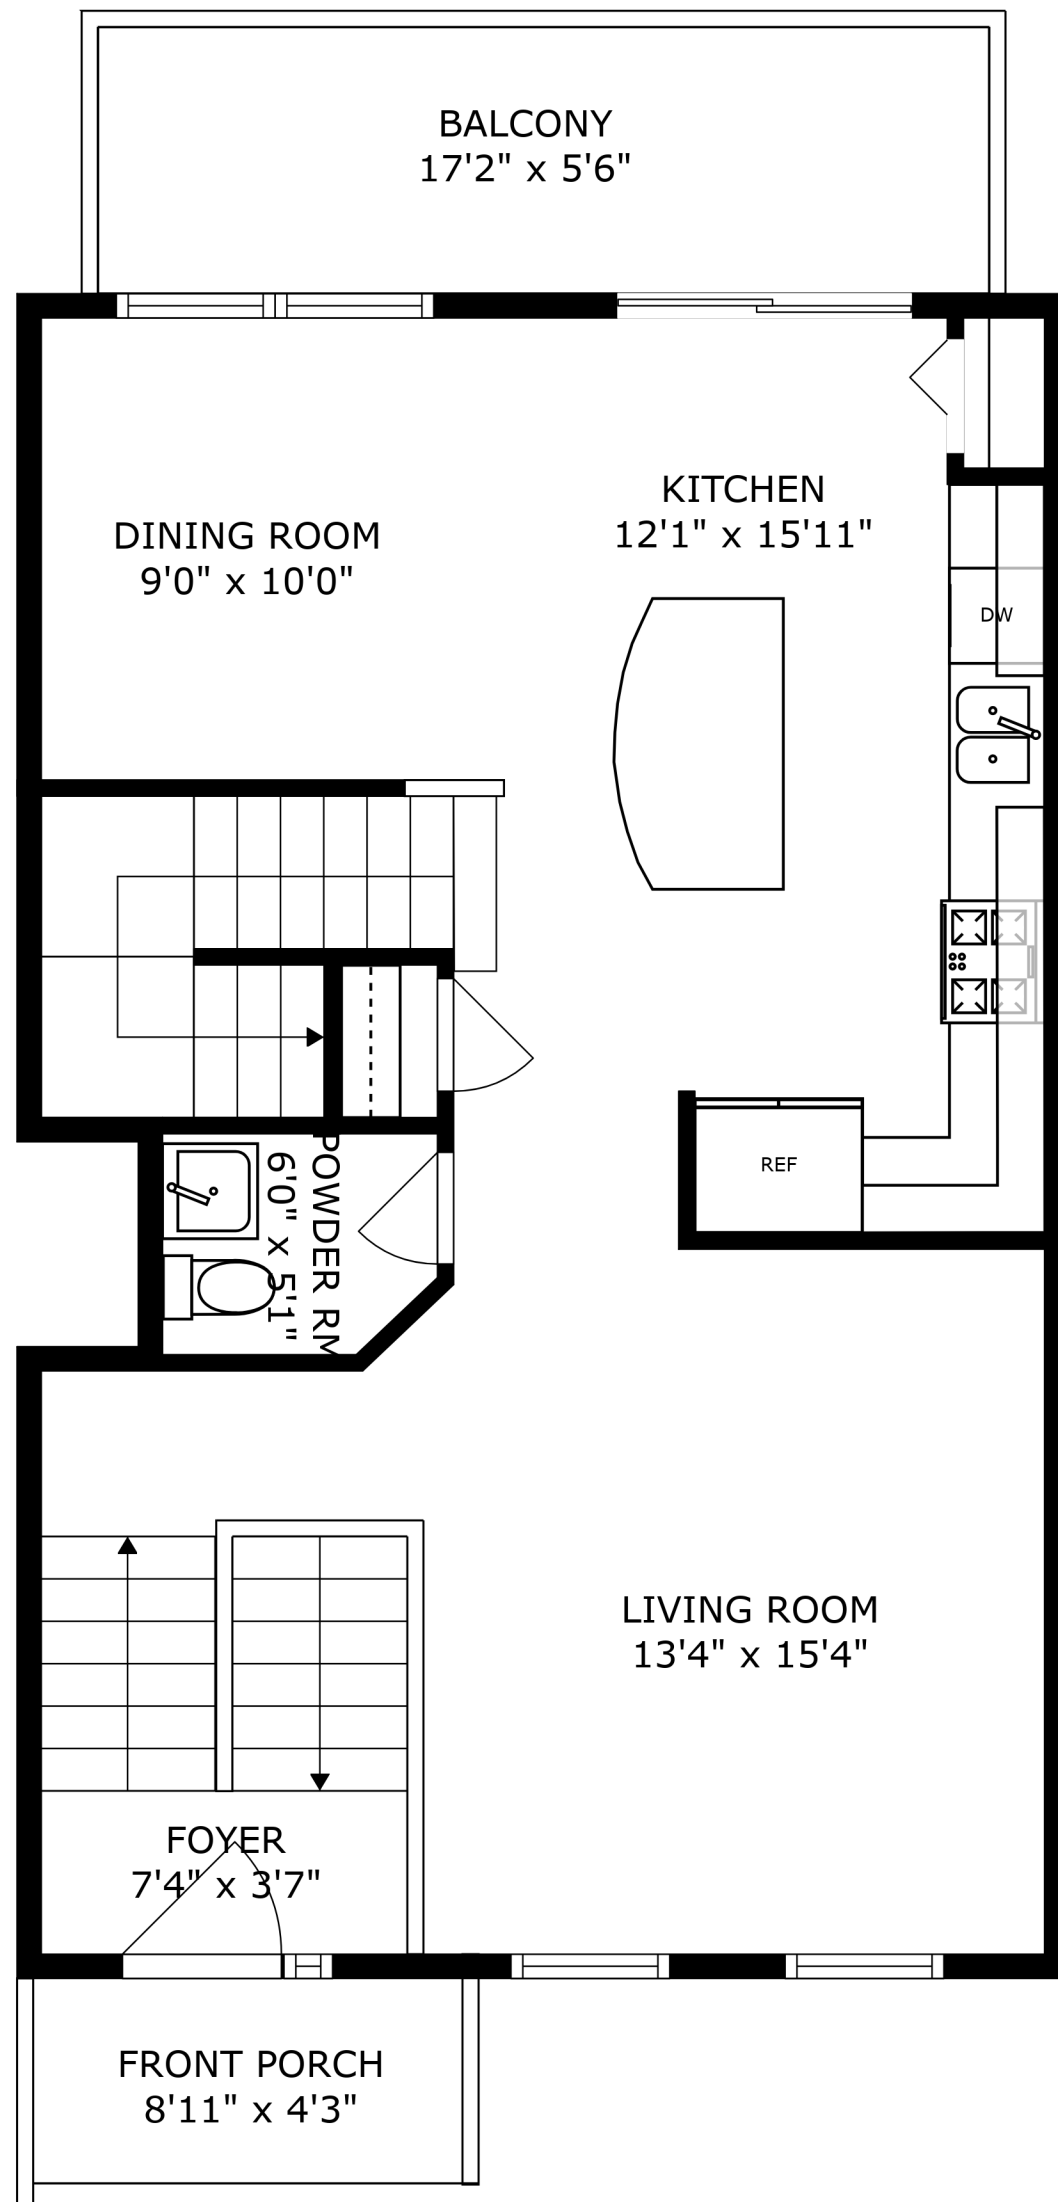 BALCONY
17'2" x 5'6"
KITCHEN
12'1" x 15'11"
DINING ROOM
9'0" x 10'0"
DW
REF
POWDER RM
6'0" x 5'1"
LIVING ROOM
13'4" x 15'4"
FOYER
7'4" x 3'7"
FRONT PORCH
8'11" x 4'3"